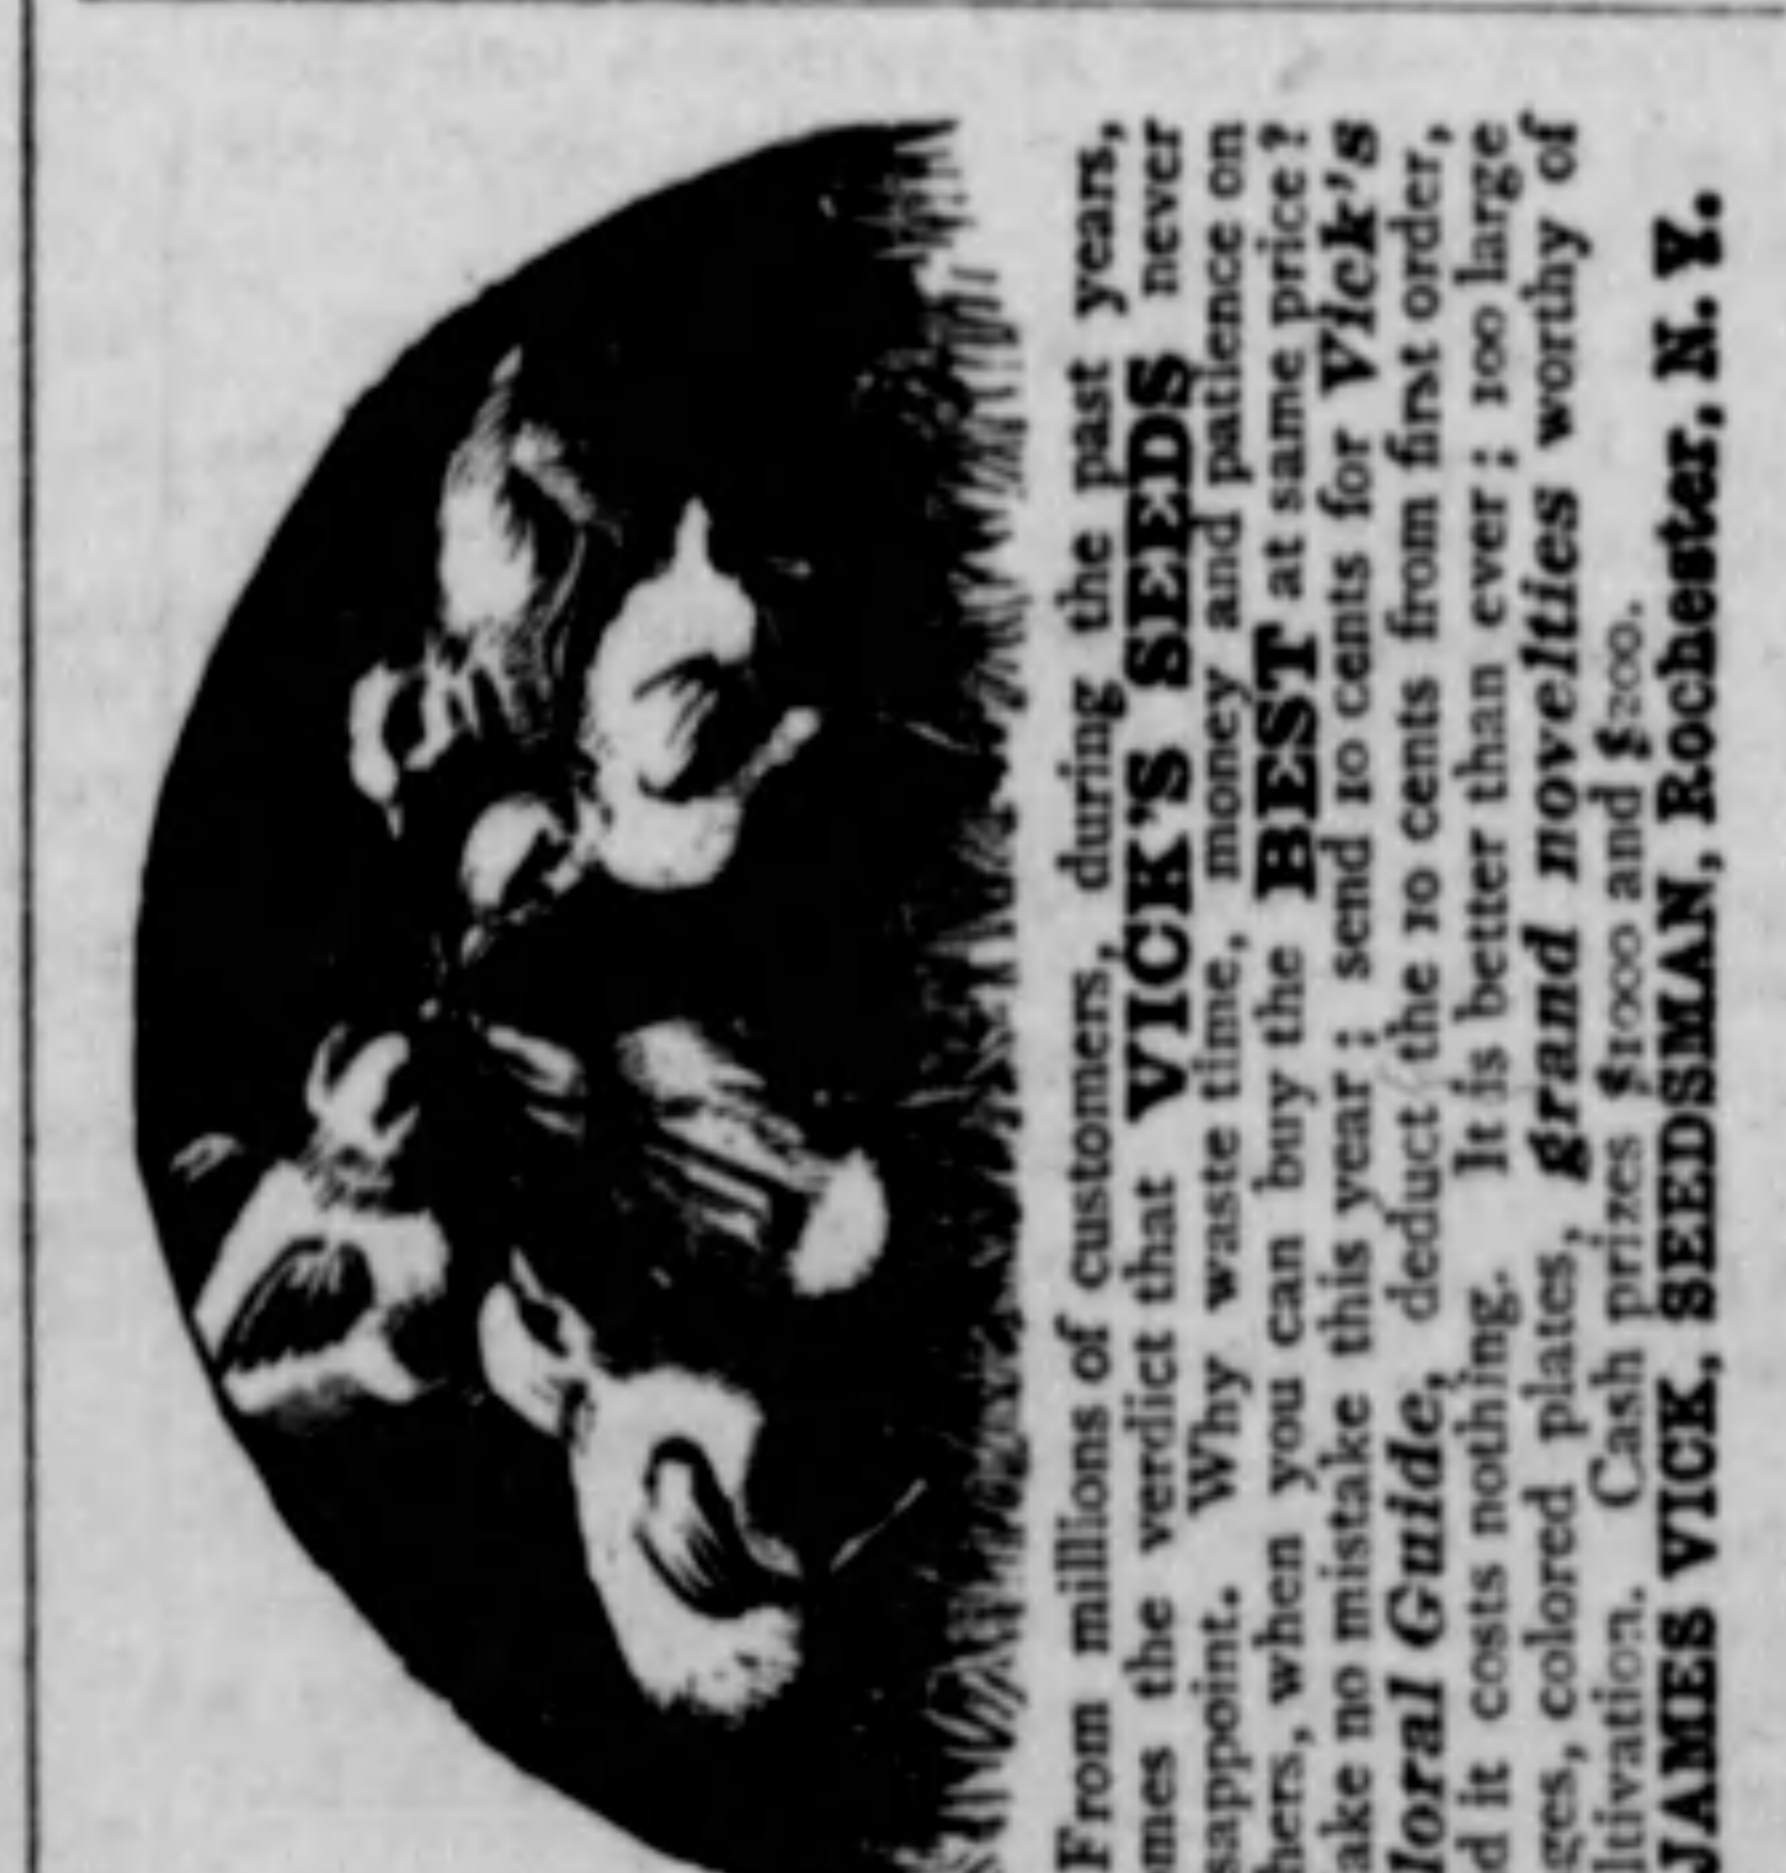 From millions of customers, during the past years,
omes the verdict that VICK'S SEEDS never
sappoint. Why waste time, money and patience on
hers, when you can buy the BEST at same price?
ake no mistake this year; send 10 cents for Vick's
loral Guide, deduct the 10 cents from first order,
d it costs nothing. It is better than ever; 100 large
ges, colored plates, grand novelties worthy of
ltivation. Cash prizes $1000 and $200.
JAMES VICK, SEEDSMAN, Rochester, N. Y.